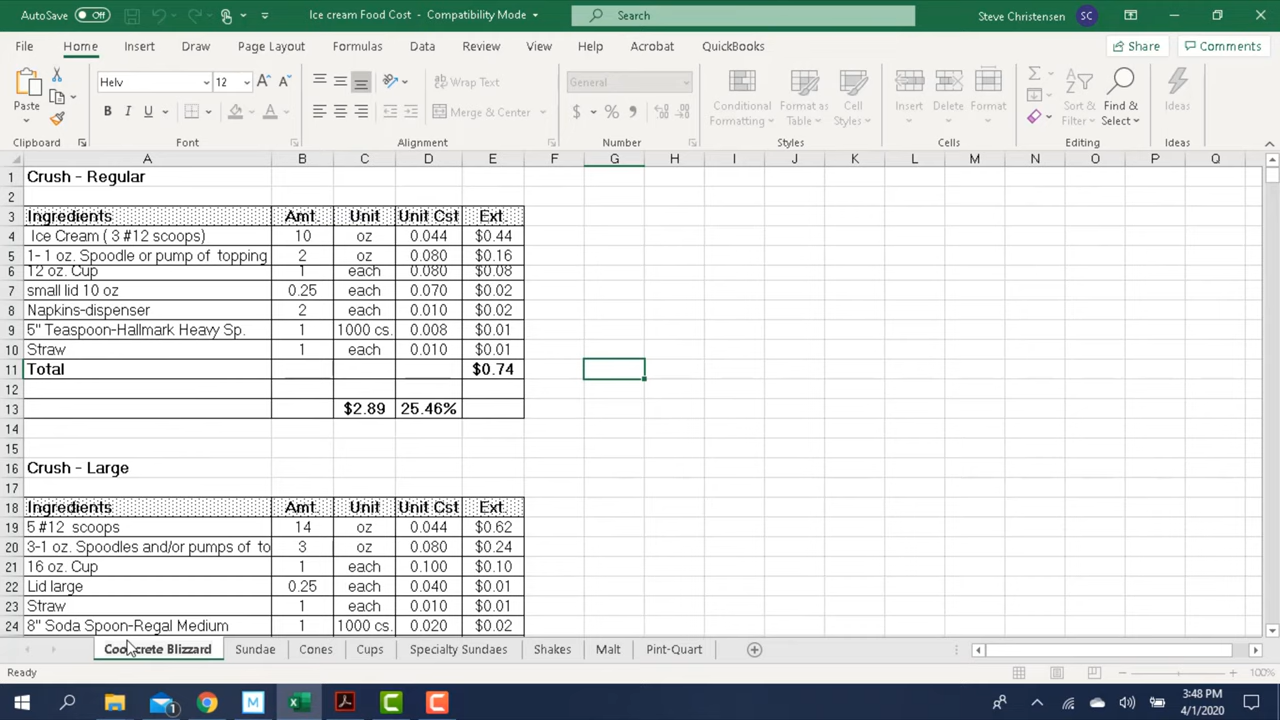 AutoSave Off Ice cream Food Cost - Compatibility Mode Search Steve Christensen SC
File Home Insert Draw Page Layout Formulas Data Review View Help Acrobat QuickBooks Share Comments
Paste Helv 12 Wrap Text General Conditional Formatting Format as Table Cell Styles Insert Delete Format Sort & Filter Find & Select Ideas
B I U Merge & Center $ % ,
Clipboard Font Alignment Number Styles Cells Editing Ideas
A B C D E F G H I J K L M N O P Q
1 Crush - Regular
2
3 Ingredients Amt. Unit Unit Cst Ext.
4 Ice Cream ( 3 #12 scoops) 10 oz 0.044 $0.44
5 1- 1 oz. Spoodle or pump of topping 2 oz 0.080 $0.16
6 12 oz. Cup 1 each 0.080 $0.08
7 small lid 10 oz 0.25 each 0.070 $0.02
8 Napkins-dispenser 2 each 0.010 $0.02
9 5" Teaspoon-Hallmark Heavy Sp. 1 1000 cs. 0.008 $0.01
10 Straw 1 each 0.010 $0.01
11 Total $0.74
12
13 $2.89 25.46%
14
15
16 Crush - Large
17
18 Ingredients Amt. Unit Unit Cst Ext.
19 5 #12 scoops 14 oz 0.044 $0.62
20 3-1 oz. Spoodles and/or pumps of to 3 oz 0.080 $0.24
21 16 oz. Cup 1 each 0.100 $0.10
22 Lid large 0.25 each 0.040 $0.01
23 Straw 1 each 0.010 $0.01
24 8" Soda Spoon-Regal Medium 1 1000 cs. 0.020 $0.02
Blizzard Sundae Cones Cups Specialty Sundaes Shakes Malt Pint-Quart
Ready 100%
3:48 PM
4/1/2020